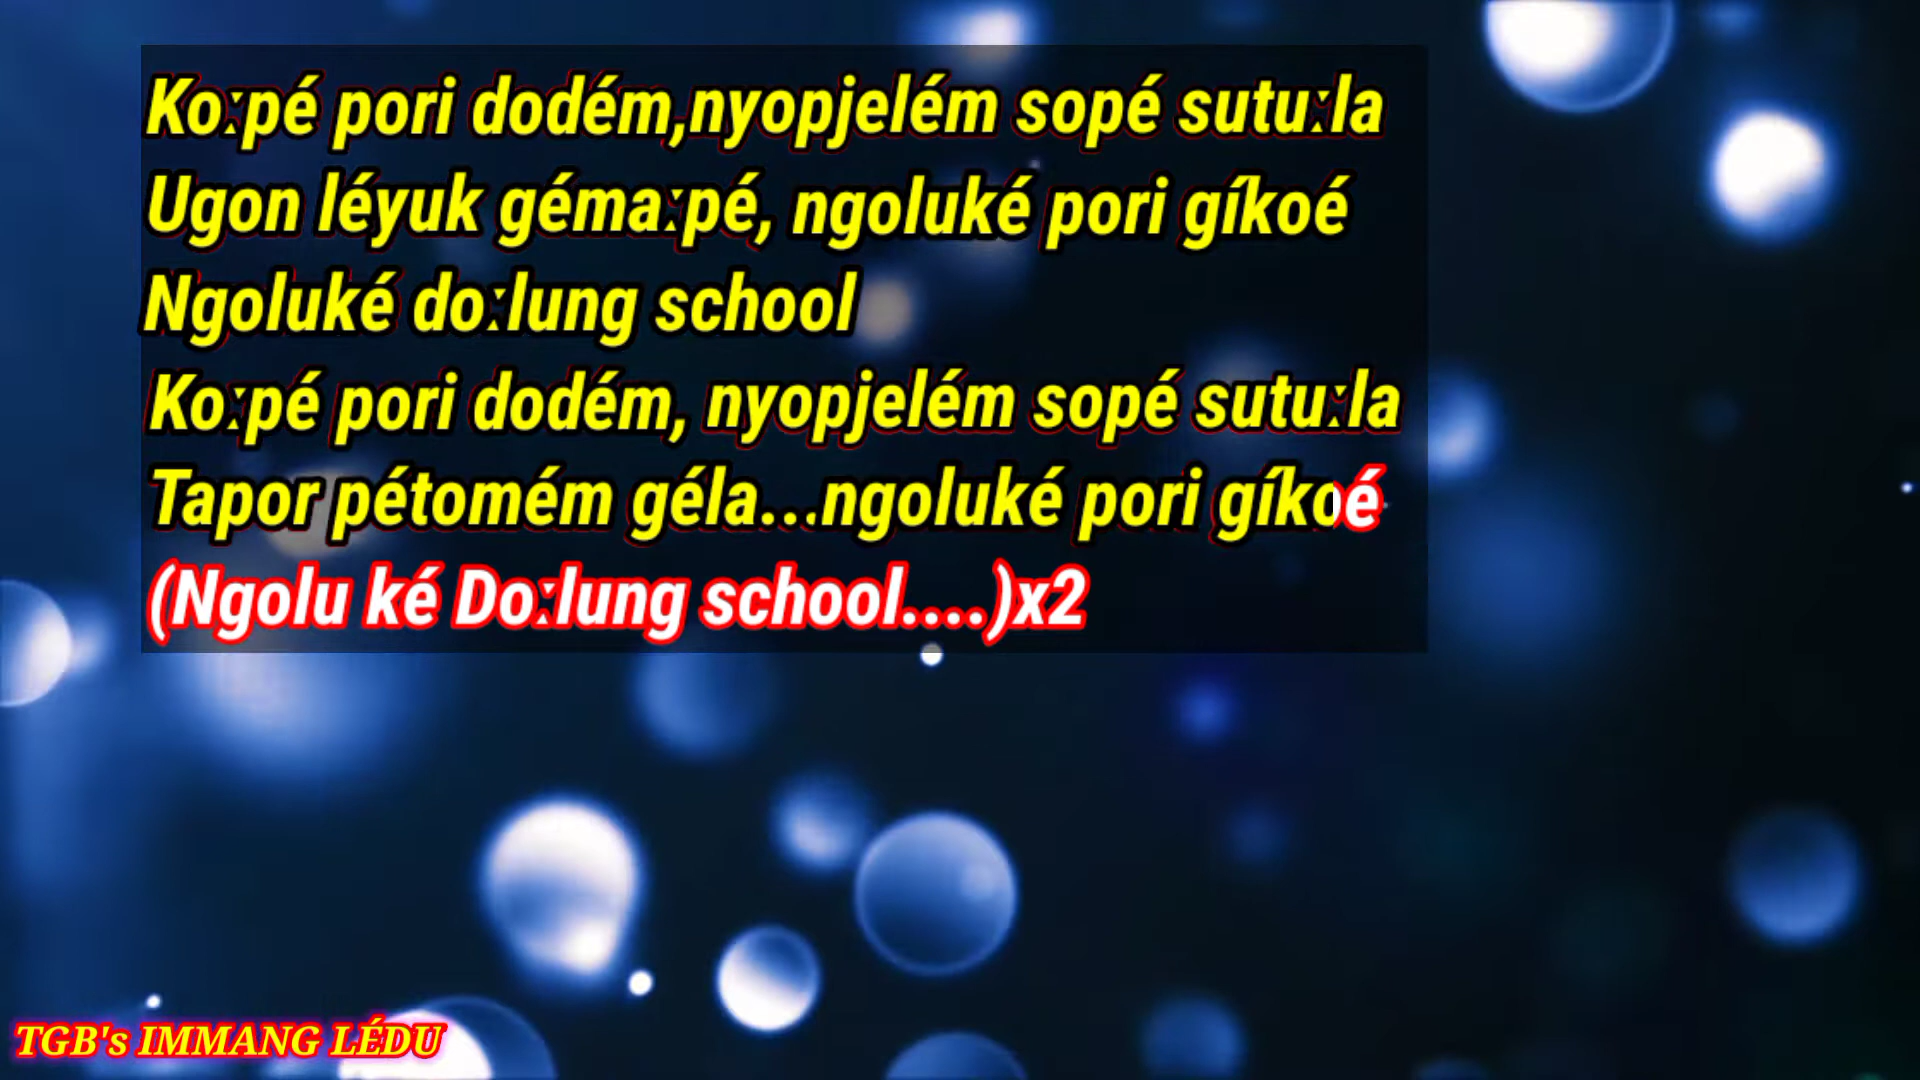 Ko:pé pori dodém,nyopjelém sopé sutu:la
Ugon léyuk géma:pé, ngoluké pori gíkoé
Ngoluké do:lung school
Ko:pé pori dodém, nyopjelém sopé sutu:la
Tapor pétomém géla...ngoluké pori gíkoé
(Ngolu ké Do:lung school....)x2
TGB's IMMANG LÉDU